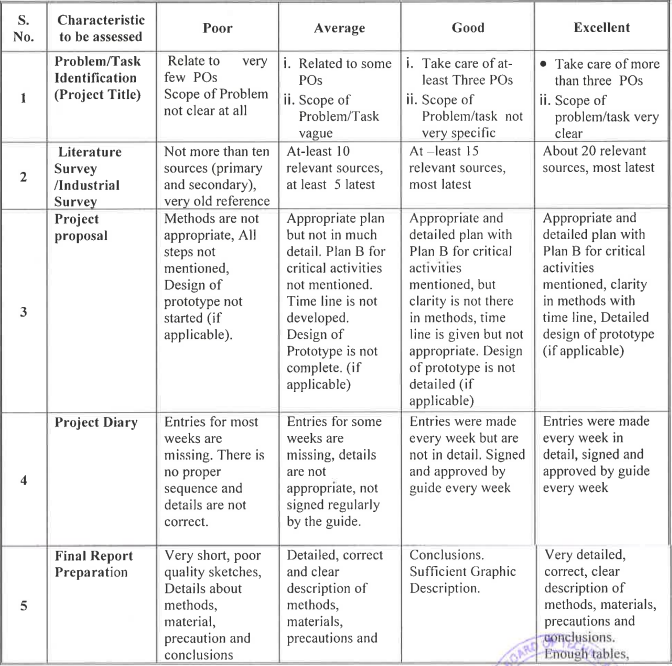 S. No.
Characteristic to be assessed
Poor
Average
Good
Excellent
1
Problem/Task
Identification
(Project Title)
Relate to very
few POs
Scope of Problem
not clear at all
i. Related to some
POs
ii. Scope of
Problem/Task
vague
i. Take care of at-
least Three POs
ii. Scope of
Problem/task not
very specific
• Take care of more
than three POs
ii. Scope of
problem/task very
clear
2
Literature
Survey
/Industrial
Survey
Not more than ten
sources (primary
and secondary),
very old reference
At-least 10
relevant sources,
at least 5 latest
At –least 15
relevant sources,
most latest
About 20 relevant
sources, most latest
3
Project
proposal
Methods are not
appropriate, All
steps not
mentioned,
Design of
prototype not
started (if
applicable).
Appropriate plan
but not in much
detail. Plan B for
critical activities
not mentioned.
Time line is not
developed.
Design of
Prototype is not
complete. (if
applicable)
Appropriate and
detailed plan with
Plan B for critical
activities
mentioned, but
clarity is not there
in methods, time
line is given but not
appropriate. Design
of prototype is not
detailed (if
applicable)
Appropriate and
detailed plan with
Plan B for critical
activities
mentioned, clarity
in methods with
time line, Detailed
design of prototype
(if applicable)
4
Project Diary
Entries for most
weeks are
missing. There is
no proper
sequence and
details are not
correct.
Entries for some
weeks are
missing, details
are not
appropriate, not
signed regularly
by the guide.
Entries were made
every week but are
not in detail. Signed
and approved by
guide every week
Entries were made
every week in
detail, signed and
approved by guide
every week
5
Final Report
Preparation
Very short, poor
quality sketches,
Details about
methods,
material,
precaution and
conclusions
Detailed, correct
and clear
description of
methods,
materials,
precautions and
Conclusions.
Sufficient Graphic
Description.
Very detailed,
correct, clear
description of
methods, materials,
precautions and
conclusions.
Enough tables,
BOARD OF